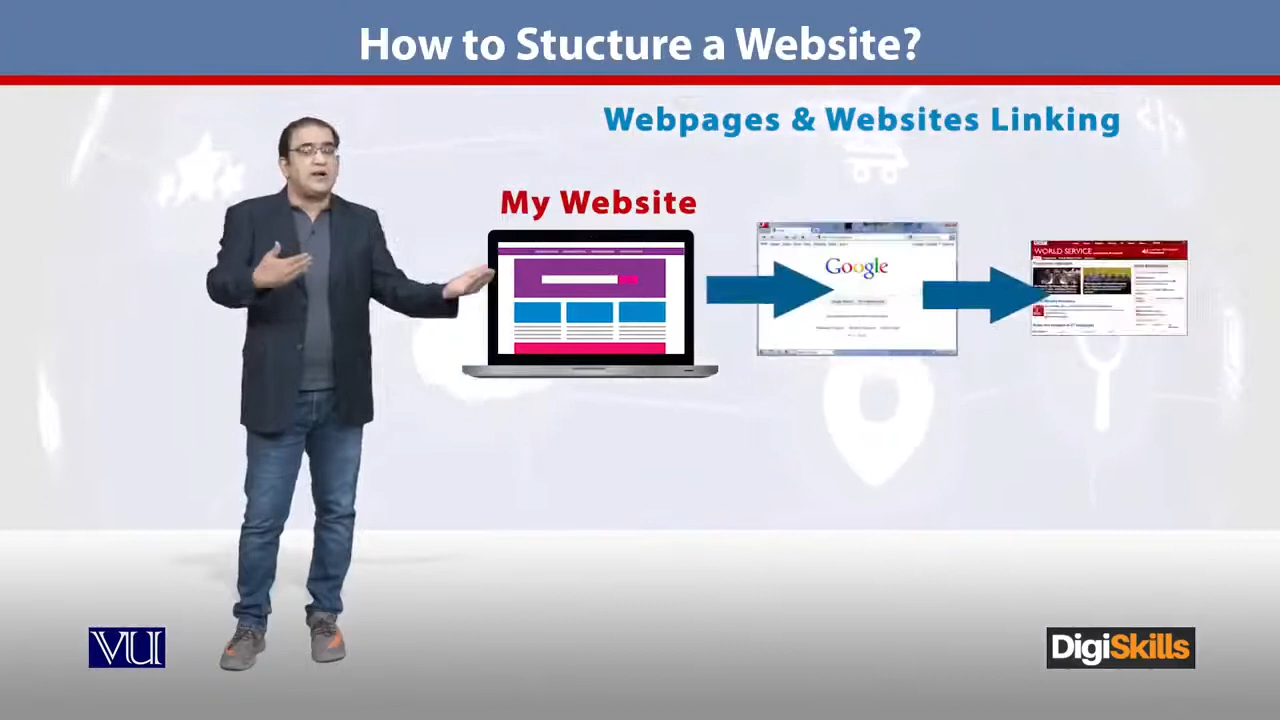 How to Stucture a Website?
Webpages & Websites Linking
My Website
Google
WORLD SERVICE
VU
DigiSkills